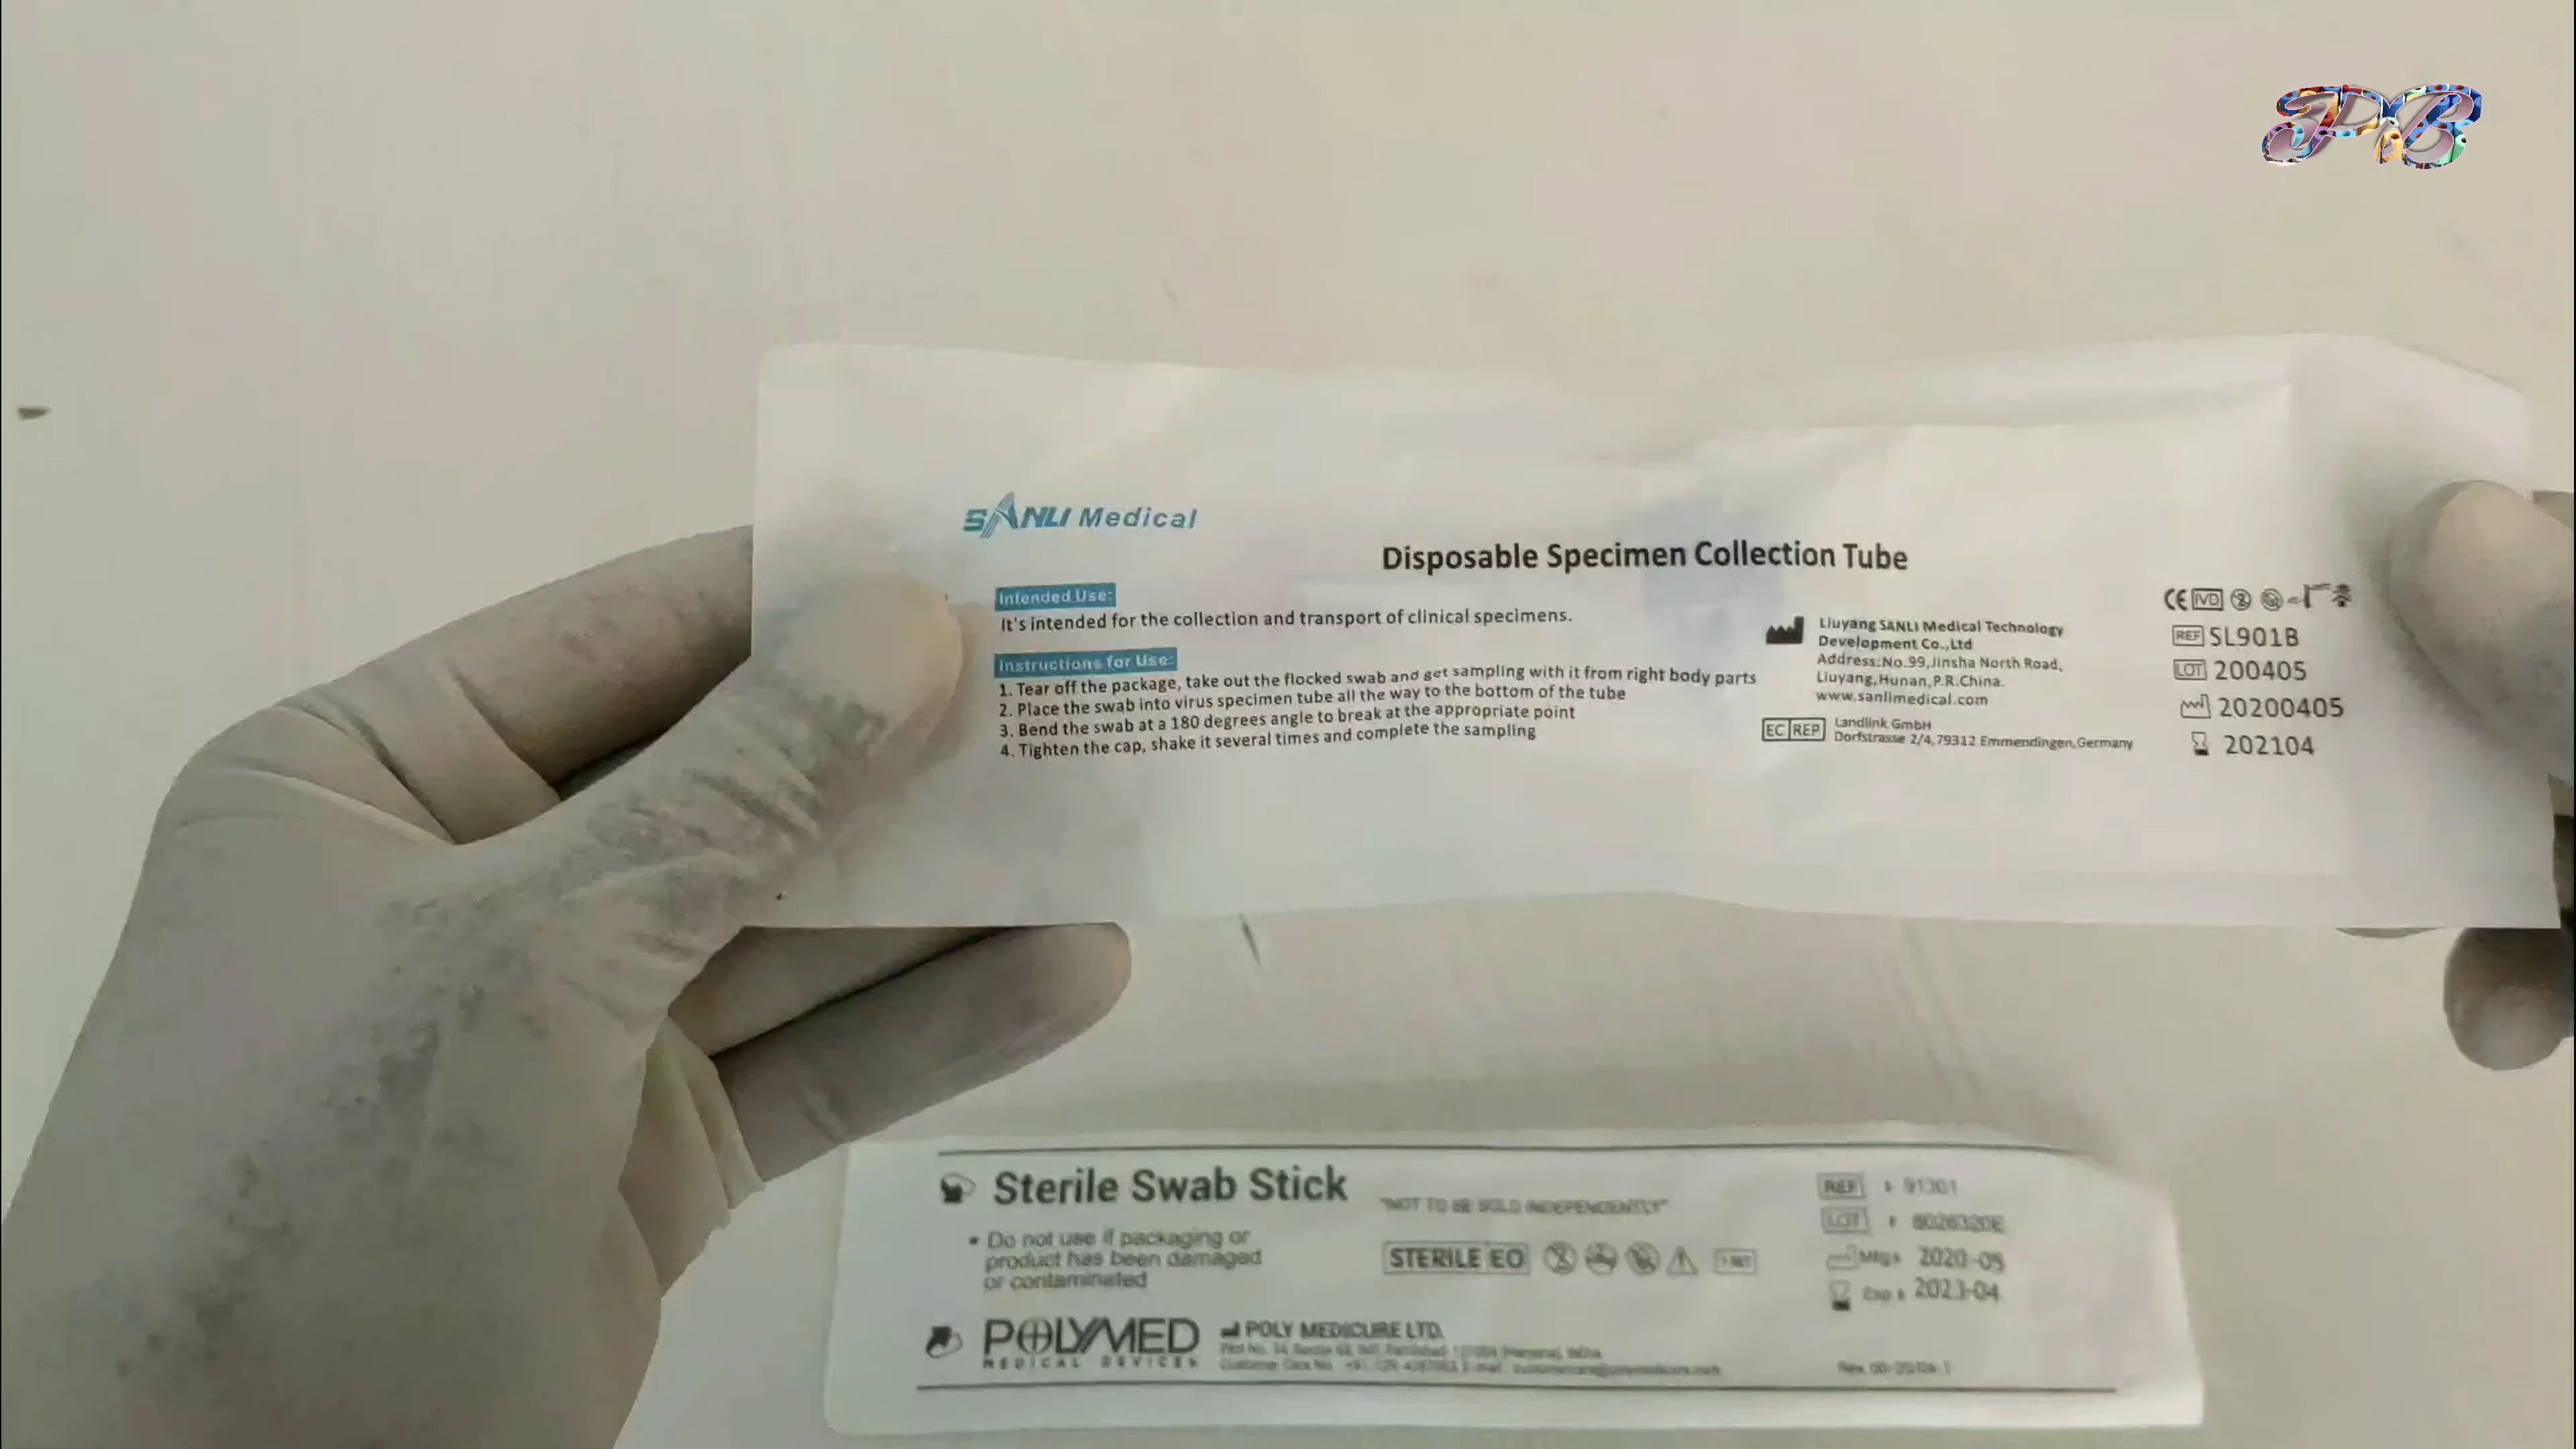 PB
SANLI Medical
Disposable Specimen Collection Tube
Intended Use:
It's intended for the collection and transport of clinical specimens.
Instructions for Use:
1. Tear off the package, take out the flocked swab and get sampling with it from right body parts
2. Place the swab into virus specimen tube all the way to the bottom of the tube
3. Bend the swab at a 180 degrees angle to break at the appropriate point
4. Tighten the cap, shake it several times and complete the sampling
Liuyang SANLI Medical Technology
Development Co.,Ltd
Address:No.99,Jinsha North Road,
Liuyang,Hunan,P.R.China.
www.sanlimedical.com
EC REP Landlink GmbH
Dorfstrasse 2/4,79312 Emmendingen,Germany
CE IVD
REF SL901B
LOT 200405
20200405
202104
Sterile Swab Stick
"NOT TO BE SOLD INDEPENDENTLY"
• Do not use if packaging or
product has been damaged
or contaminated
STERILE EO
REF : 91301
LOT :
Mfg: 2020-05
Exp: 2023-04
POLYMED
MEDICAL DEVICES
POLY MEDICURE LTD.